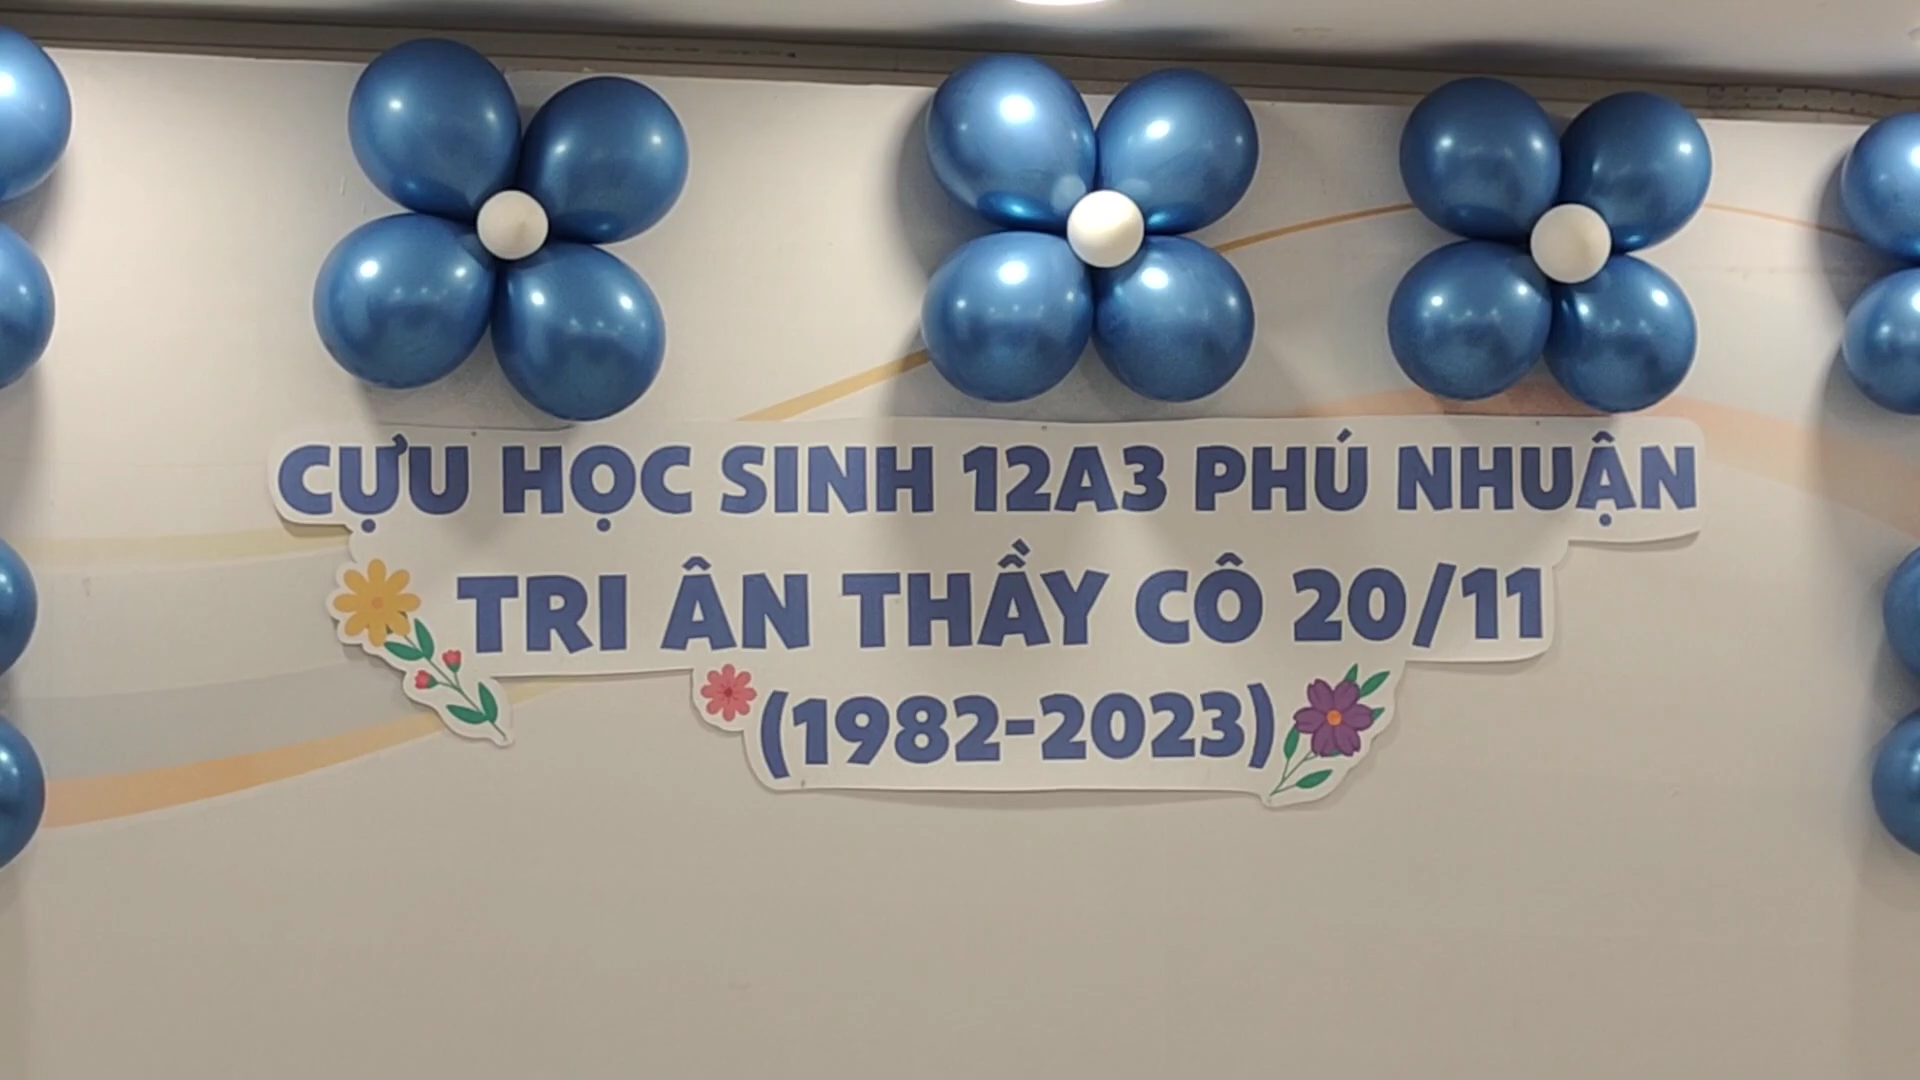 CỰU HỌC SINH 12A3 PHÚ NHUẬN
TRI ÂN THẦY CÔ 20/11
(1982-2023)